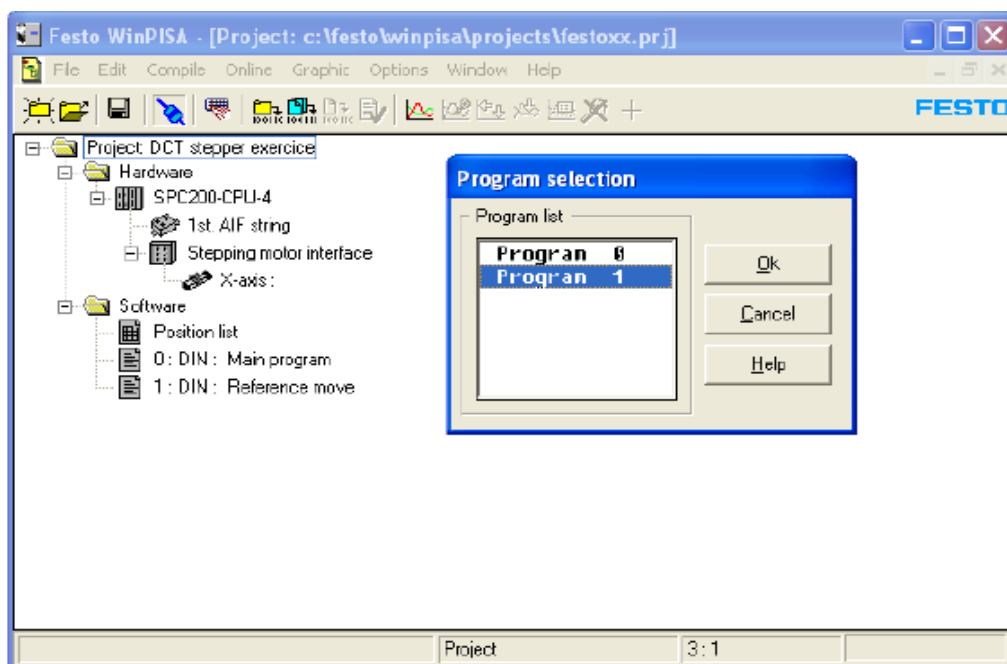 Festo WinPISA - [Project: c:\festo\winpisa\projects\festoxx.prj]
File Edit Compile Online Graphic Options Window Help
FESTO
Project: DCT stepper exercice
Hardware
SPC200-CPU-4
1st. AIF string
Stepping motor interface
X-axis :
Software
Position list
0 : DIN : Main program
1 : DIN : Reference move
Program selection
Program list
Progran 0
Progran 1
Ok
Cancel
Help
Project 3 : 1